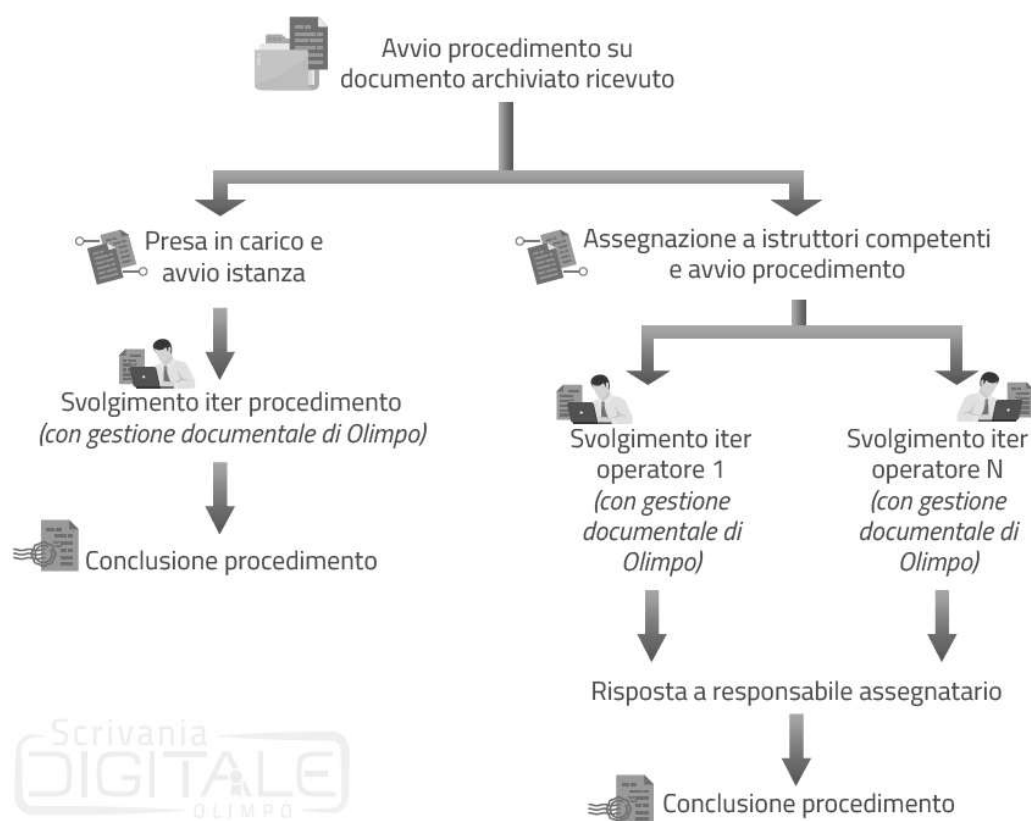 Avvio procedimento su
documento archiviato ricevuto
Presa in carico e
avvio istanza
Assegnazione a istruttori competenti
e avvio procedimento
Svolgimento iter procedimento
(con gestione documentale di Olimpo)
Svolgimento iter
operatore 1
(con gestione
documentale di
Olimpo)
Svolgimento iter
operatore N
(con gestione
documentale di
Olimpo)
Conclusione procedimento
Risposta a responsabile assegnatario
Conclusione procedimento
Scrivania
DIGITALE
OLIMPO